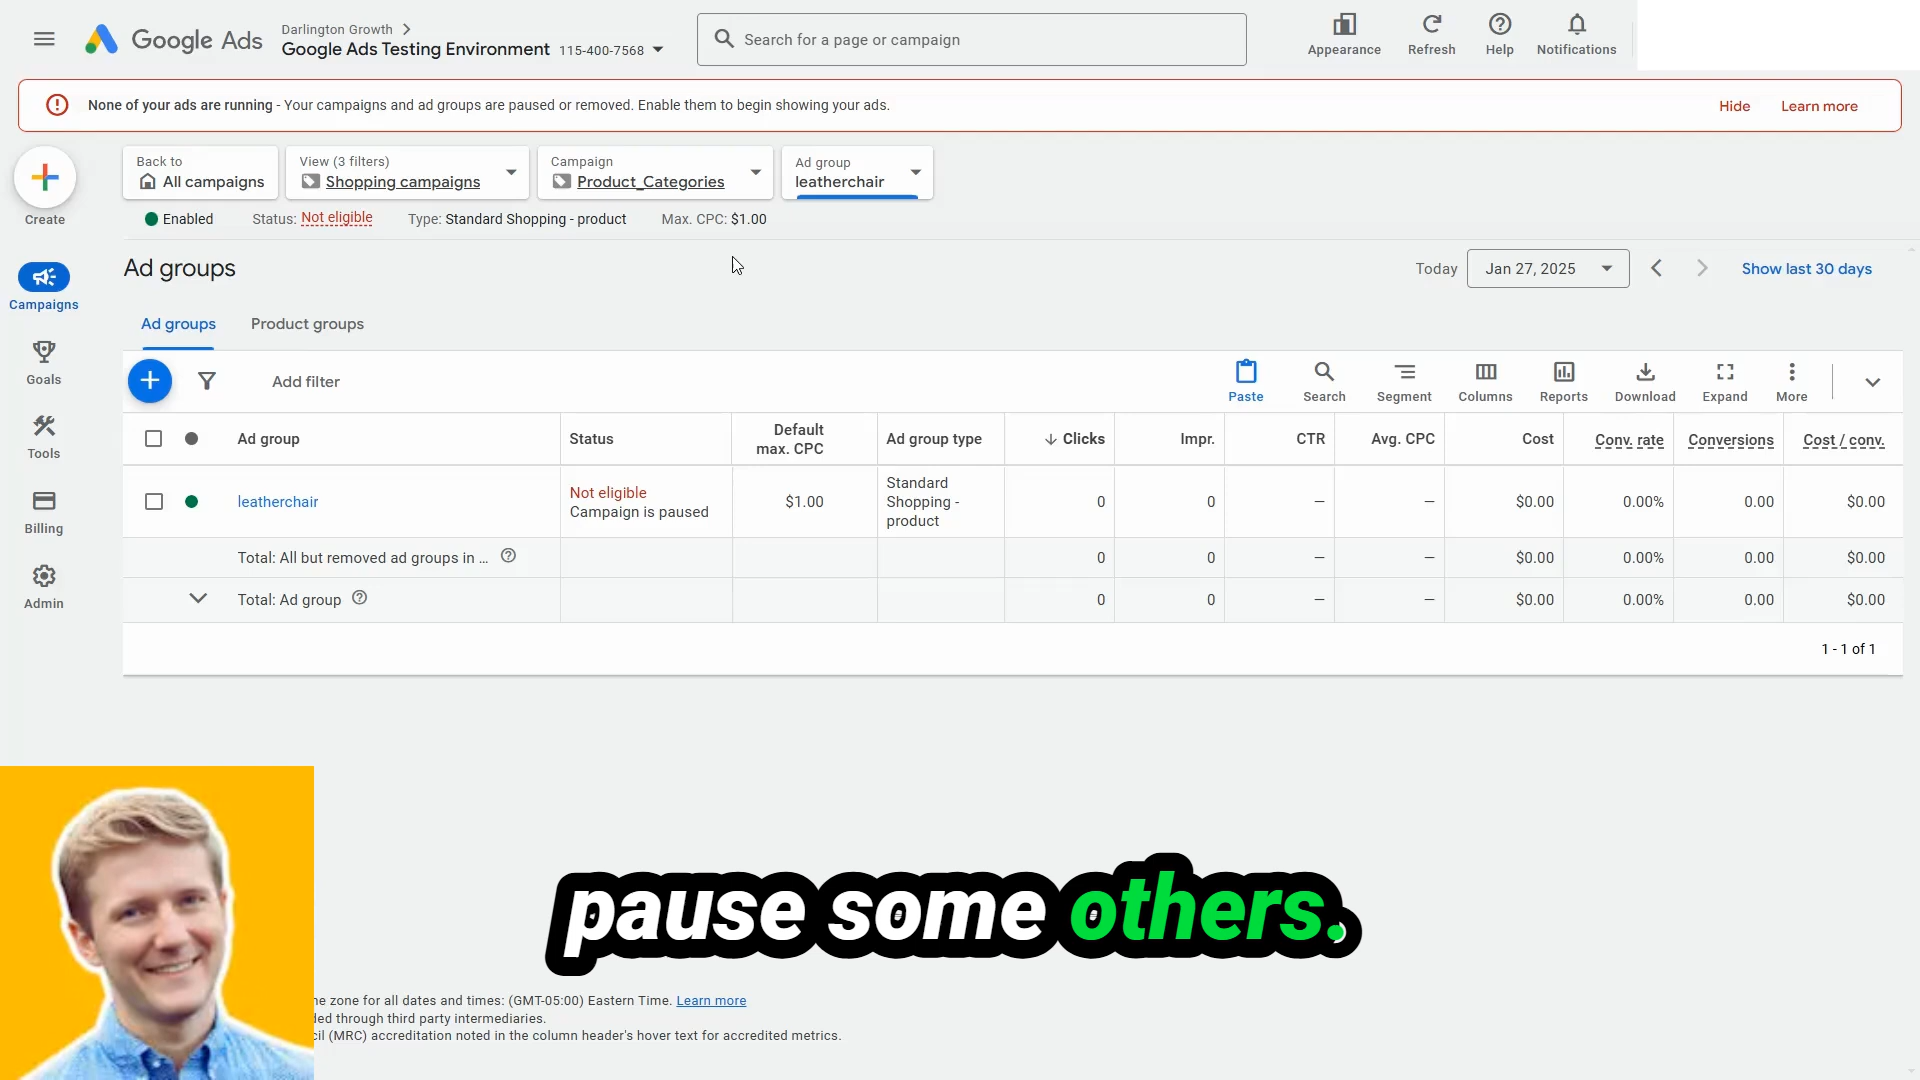 Google Ads
Darlington Growth
Google Ads Testing Environment 115-400-7568
Search for a page or campaign
Appearance
Refresh
Help
Notifications
None of your ads are running - Your campaigns and ad groups are paused or removed. Enable them to begin showing your ads.
Hide
Learn more
Create
Campaigns
Goals
Tools
Billing
Admin
Back to
All campaigns
View (3 filters)
Shopping campaigns
Campaign
Product_Categories
Ad group
leatherchair
Enabled
Status: Not eligible
Type: Standard Shopping - product
Max. CPC: $1.00
Ad groups
Today
Jan 27, 2025
Show last 30 days
Ad groups
Product groups
Add filter
Paste
Search
Segment
Columns
Reports
Download
Expand
More
Ad group
Status
Default
max. CPC
Ad group type
Clicks
Impr.
CTR
Avg. CPC
Cost
Conv. rate
Conversions
Cost / conv.
leatherchair
Not eligible
Campaign is paused
$1.00
Standard
Shopping -
product
0
0
–
–
$0.00
0.00%
0.00
$0.00
Total: All but removed ad groups in ...
0
0
–
–
$0.00
0.00%
0.00
$0.00
Total: Ad group
0
0
–
–
$0.00
0.00%
0.00
$0.00
1 - 1 of 1
pause some others.
zone for all dates and times: (GMT-05:00) Eastern Time. Learn more
through third party intermediaries.
(MRC) accreditation noted in the column header's hover text for accredited metrics.